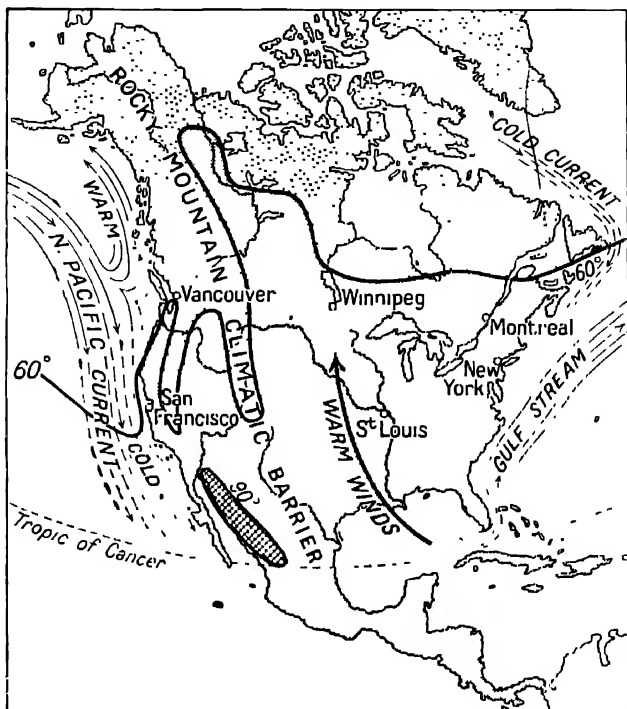 ROCKY MOUNTAIN CLIMATIC BARRIER
COLD CURRENT
WARM
N. PACIFIC CURRENT
Vancouver
Winnipeg
60°
Montreal
New
York
60°
San
Francisco
COLD
St Louis
GULF STREAM
WARM WINDS
90°
Tropic of Cancer